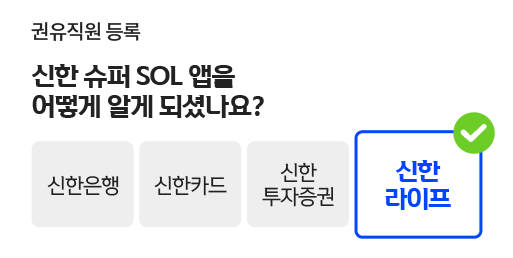 권유직원 등록
신한 슈퍼 SOL 앱을
어떻게 알게 되셨나요?
신한은행
신한카드
신한
투자증권
신한
라이프